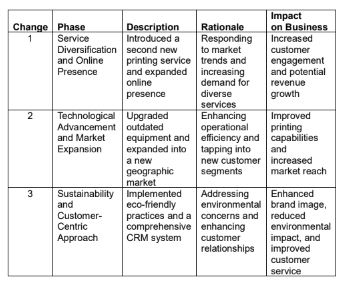 Change Phase Description Rationale Impact on Business
1 Service Diversification and Online Presence Introduced a second new printing service and expanded online presence Responding to market trends and increasing demand for diverse services Increased customer engagement and potential revenue growth
2 Technological Advancement and Market Expansion Upgraded outdated equipment and expanded into a new geographic market Enhancing operational efficiency and tapping into new customer segments Improved printing capabilities and increased market reach
3 Sustainability and Customer-Centric Approach Implemented eco-friendly practices and a comprehensive CRM system Addressing environmental concerns and enhancing customer relationships Enhanced brand image, reduced environmental impact, and improved customer service